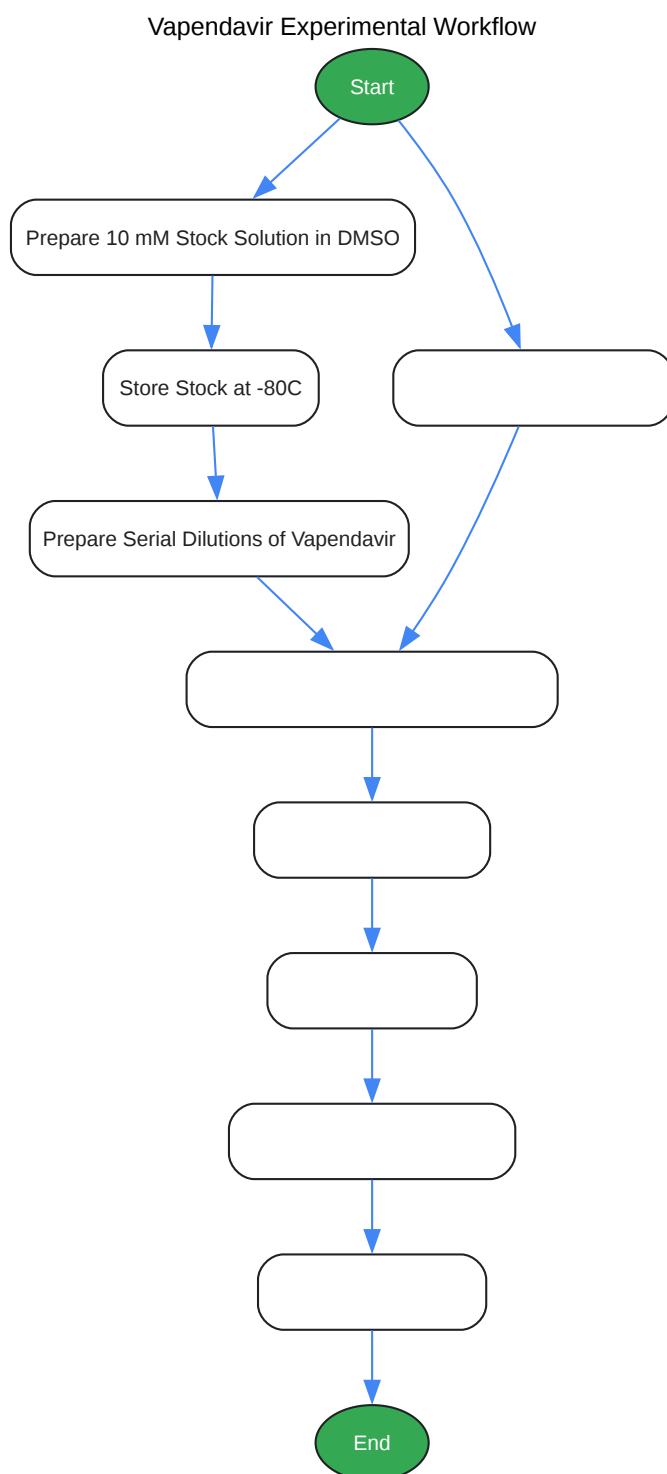 Vapendavir Experimental Workflow
Start
Prepare 10 mM Stock Solution in DMSO
Store Stock at -80C
Prepare Serial Dilutions of Vapendavir
End